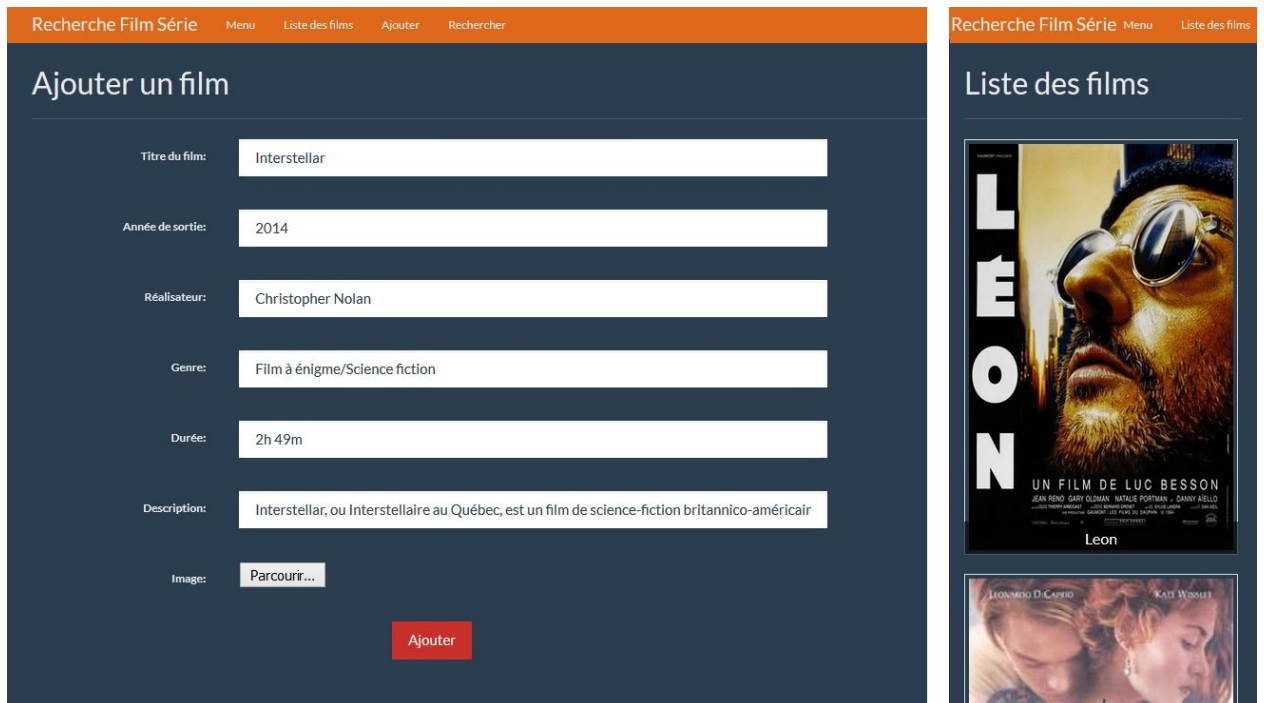 Recherche Film Série Menu Liste des films Ajouter Rechercher
Ajouter un film
Titre du film: Interstellar
Année de sortie: 2014
Réalisateur: Christopher Nolan
Genre: Film à énigme/Science fiction
Durée: 2h 49m
Description: Interstellar, ou Interstellaire au Québec, est un film de science-fiction britannico-américain
Image: Parcourir...
Ajouter
Recherche Film Série Menu Liste des films
Liste des films
LÉON
UN FILM DE LUC BESSON
JEAN RENO GARY OLDMAN NATALIE PORTMAN DANNY AÏELLO
Leon
LEONARDO DICAPRIO KATE WINSLET